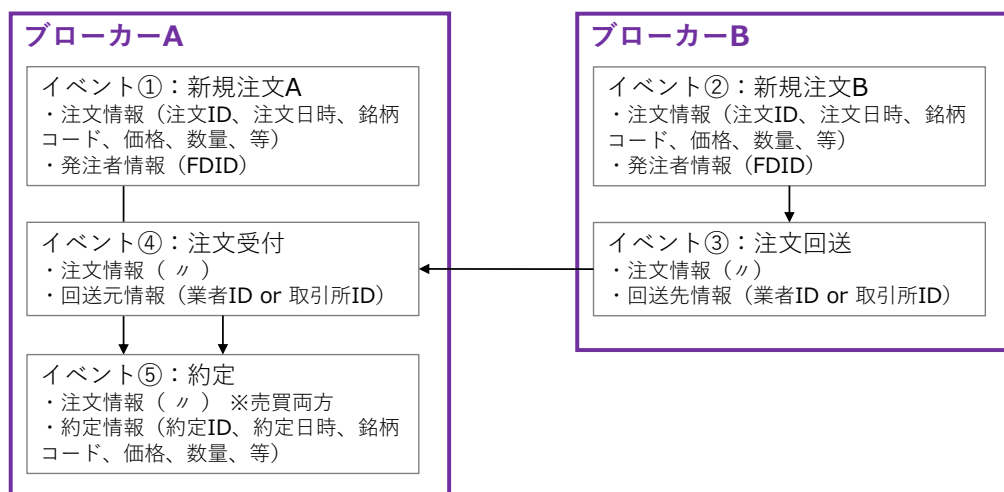 ブローカーA
イベント①：新規注文A
・注文情報（注文ID、注文日時、銘柄
コード、価格、数量、等）
・発注者情報（FDID）
イベント④：注文受付
・注文情報（ 〃 ）
・回送元情報（業者ID or 取引所ID）
イベント⑤：約定
・注文情報（ 〃 ） ※売買両方
・約定情報（約定ID、約定日時、銘柄
コード、価格、数量、等）
ブローカーB
イベント②：新規注文B
・注文情報（注文ID、注文日時、銘柄
コード、価格、数量、等）
・発注者情報（FDID）
イベント③：注文回送
・注文情報（〃）
・回送先情報（業者ID or 取引所ID）